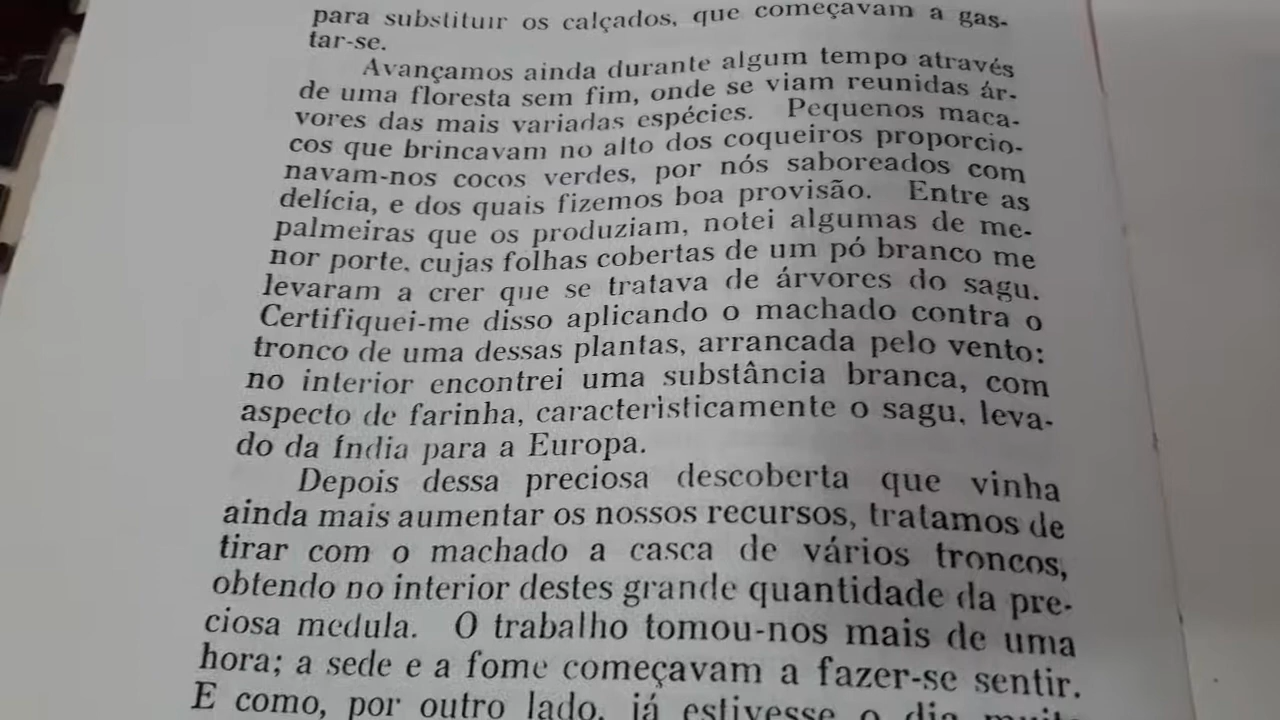 para substituir os calçados, que começavam a gas-
tar-se.
Avançamos ainda durante algum tempo através
de uma floresta sem fim, onde se viam reunidas ár-
vores das mais variadas espécies. Pequenos maca-
cos que brincavam no alto dos coqueiros proporcio-
navam-nos cocos verdes, por nós saboreados com
delícia, e dos quais fizemos boa provisão. Entre as
palmeiras que os produziam, notei algumas de me-
nor porte, cujas folhas cobertas de um pó branco me
levaram a crer que se tratava de árvores do sagu.
Certifiquei-me disso aplicando o machado contra o
tronco de uma dessas plantas, arrancada pelo vento:
no interior encontrei uma substância branca, com
aspecto de farinha, caracterìsticamente o sagu, leva-
do da Índia para a Europa.
Depois dessa preciosa descoberta que vinha
ainda mais aumentar os nossos recursos, tratamos de
tirar com o machado a casca de vários troncos,
obtendo no interior destes grande quantidade da pre-
ciosa medula. O trabalho tomou-nos mais de uma
hora; a sede e a fome começavam a fazer-se sentir.
E como, por outro lado, já estivesse o dia muito